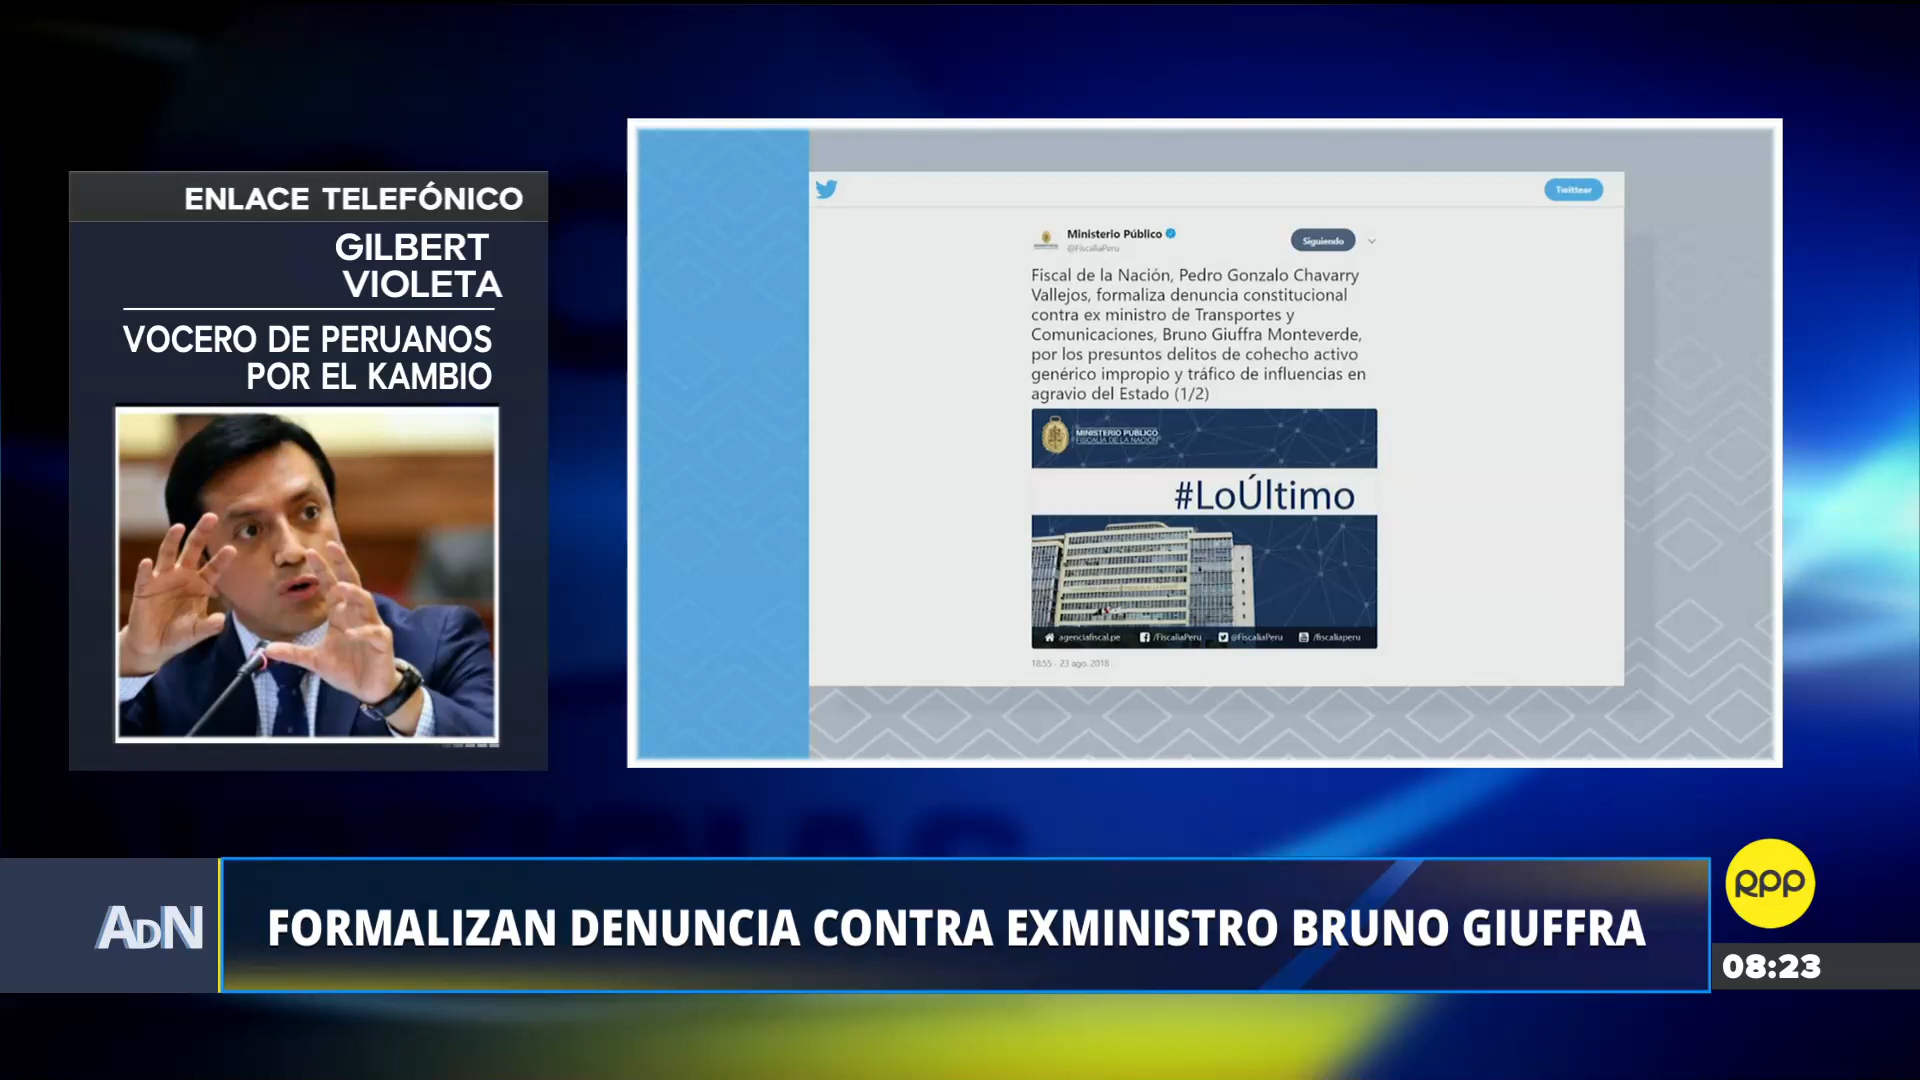 ENLACE TELEFÓNICO
GILBERT
VIOLETA
VOCERO DE PERUANOS
POR EL KAMBIO
Twittear
Ministerio Público
@FiscaliaPeru
Siguiendo
Fiscal de la Nación, Pedro Gonzalo Chavarry
Vallejos, formaliza denuncia constitucional
contra ex ministro de Transportes y
Comunicaciones, Bruno Giuffra Monteverde,
por los presuntos delitos de cohecho activo
genérico impropio y tráfico de influencias en
agravio del Estado (1/2)
MINISTERIO PÚBLICO
FISCALÍA DE LA NACIÓN
#LoÚltimo
agenciafiscal.pe /FiscaliaPeru @FiscaliaPeru /fiscaliaperu
18:55 - 23 ago. 2018
ADN
FORMALIZAN DENUNCIA CONTRA EXMINISTRO BRUNO GIUFFRA
RPP
08:23